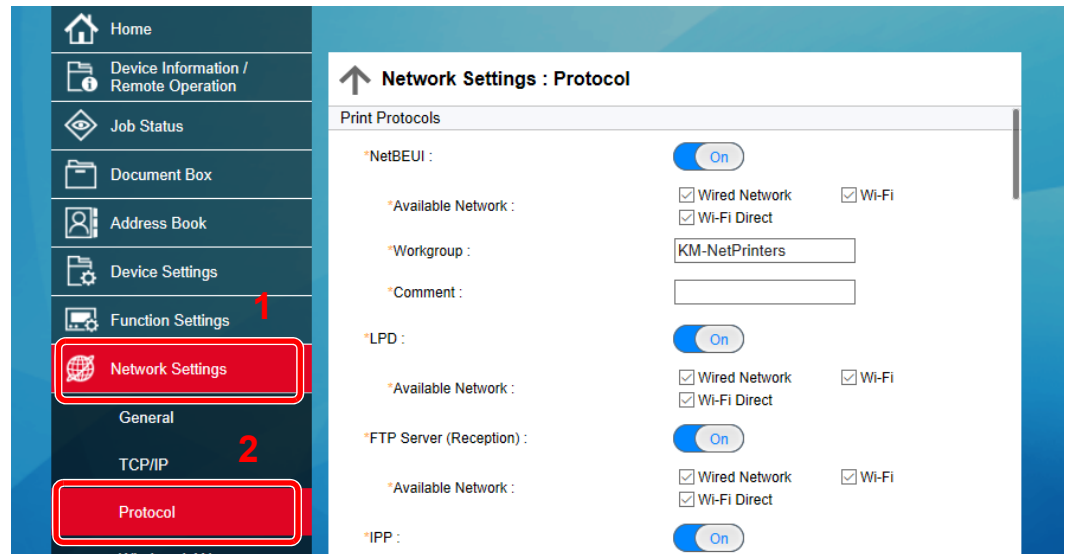 Home
Device Information /
Remote Operation
Job Status
Document Box
Address Book
Device Settings
1
Function Settings
Network Settings
General
2
TCP/IP
Protocol
Network Settings : Protocol
Print Protocols
*NetBEUI : On
*Available Network : Wired Network Wi-Fi
Wi-Fi Direct
*Workgroup : KM-NetPrinters
*Comment :
*LPD : On
*Available Network : Wired Network Wi-Fi
Wi-Fi Direct
*FTP Server (Reception) : On
*Available Network : Wired Network Wi-Fi
Wi-Fi Direct
*IPP : On